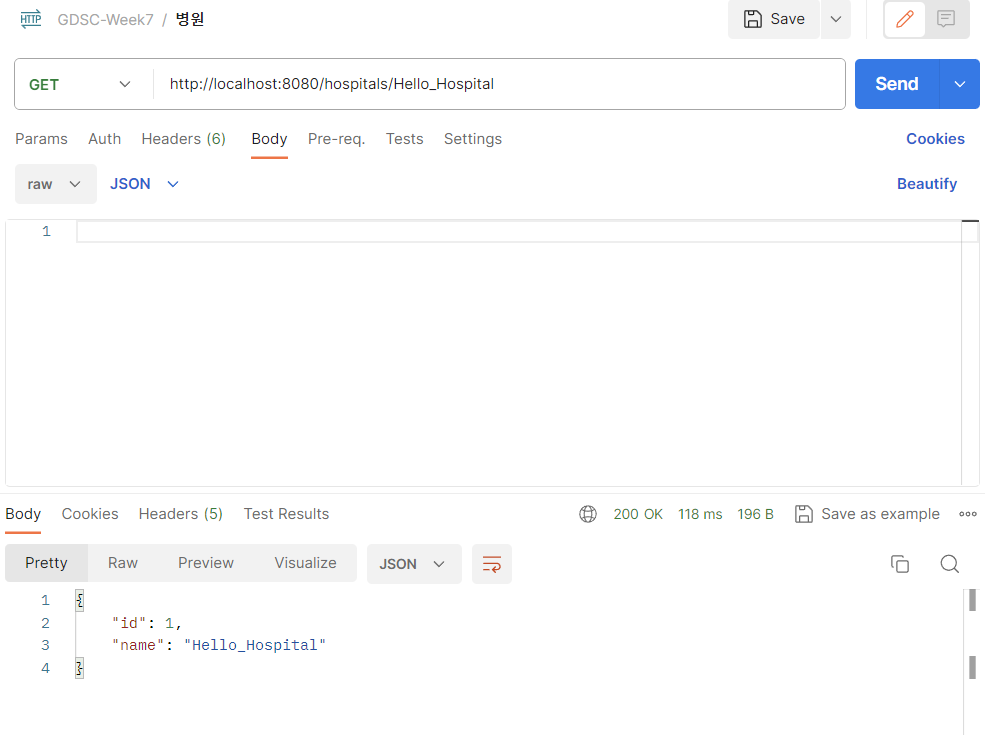 HTTP GDSC-Week7 / 병원 Save
GET http://localhost:8080/hospitals/Hello_Hospital Send
Params Auth Headers (6) Body Pre-req. Tests Settings Cookies
raw JSON Beautify
1
Body Cookies Headers (5) Test Results 200 OK 118 ms 196 B Save as example
Pretty Raw Preview Visualize JSON
1 {
2 "id": 1,
3 "name": "Hello_Hospital"
4 }